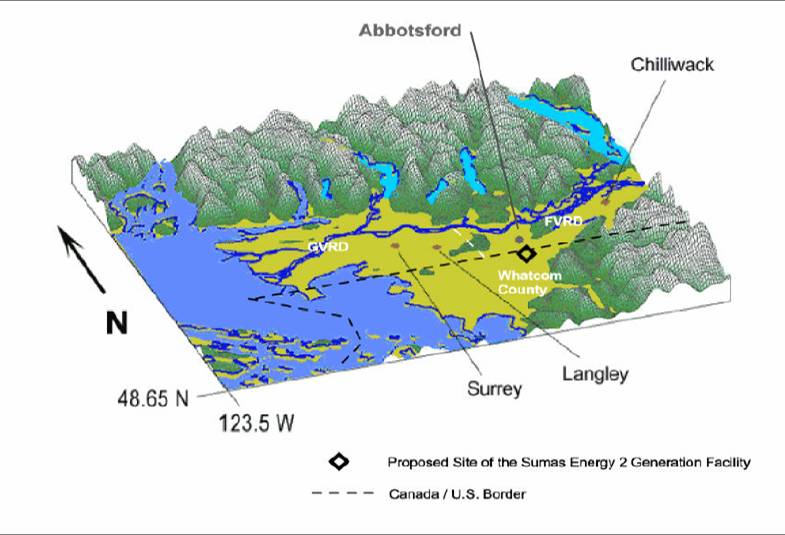 Abbotsford
Chilliwack
FVRD
GVRD
Whatcom
County
N
Langley
Surrey
48.65 N
123.5 W
Proposed Site of the Sumas Energy 2 Generation Facility
Canada / U.S. Border